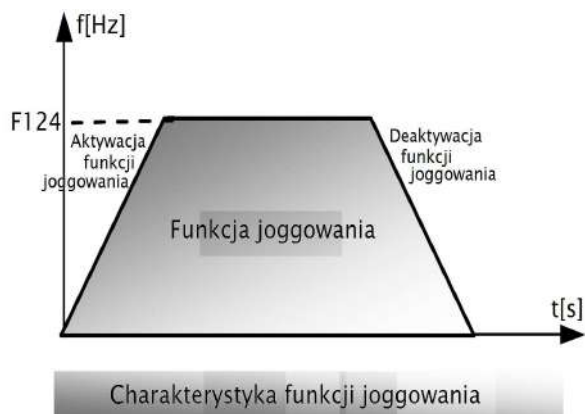 f[Hz]
F124
Aktywacja
funkcji
joggowania
Deaktywacja
funkcji
joggowania
Funkcja joggowania
t[s]
Charakterystyka funkcji joggowania